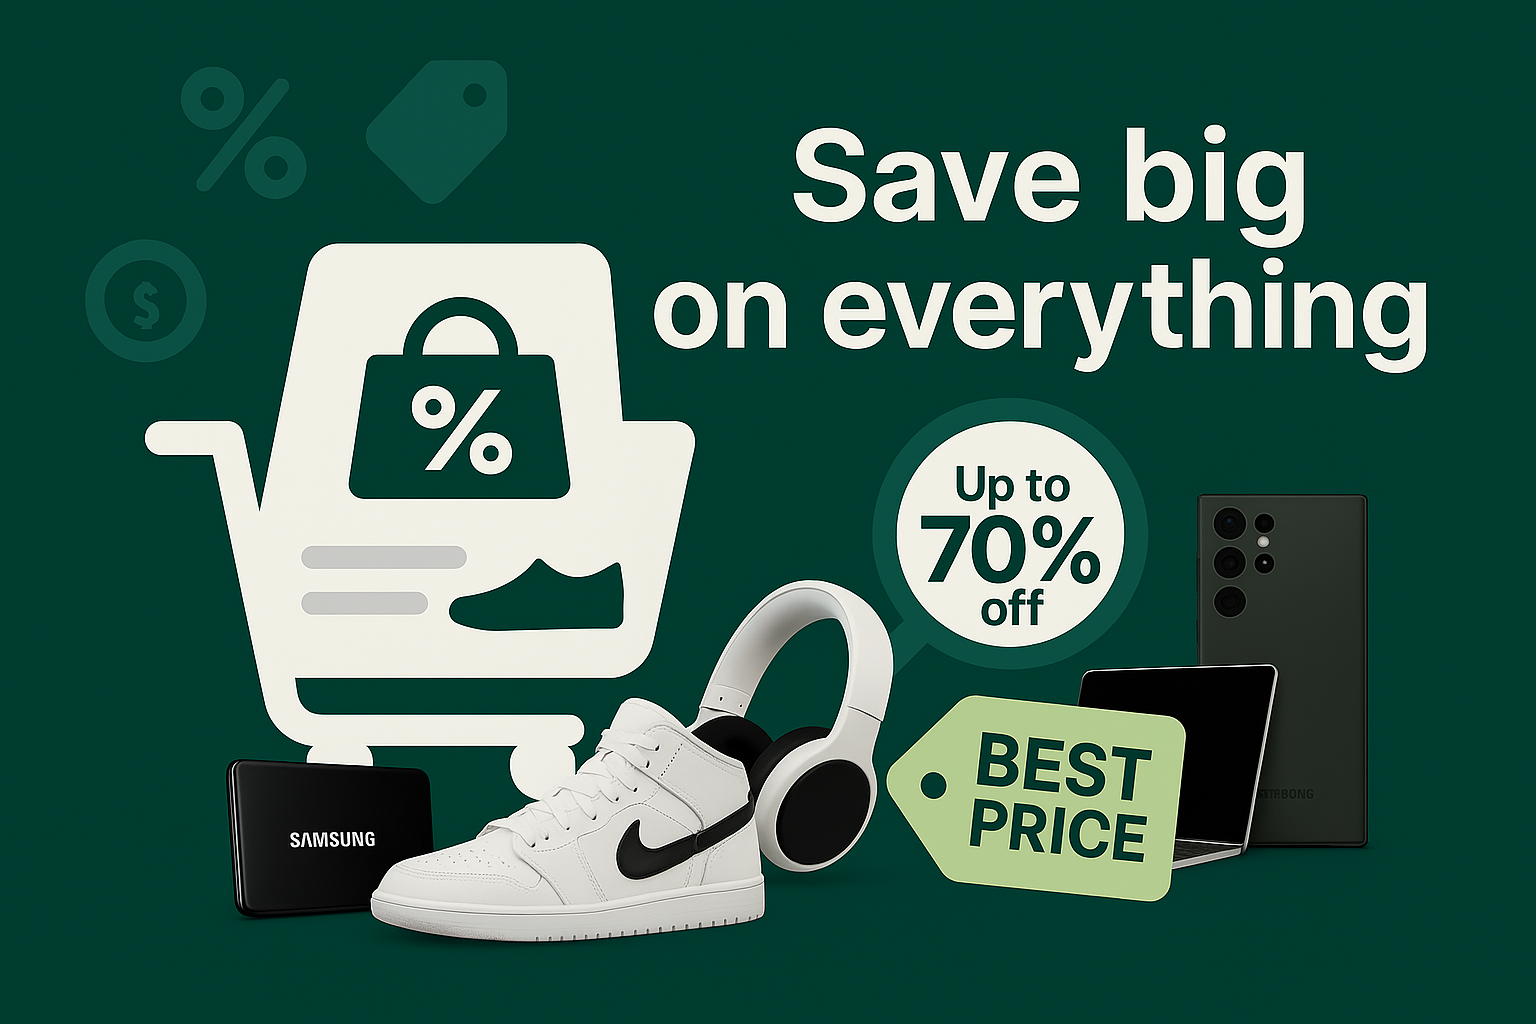 Save big
on everything
%
$
%
Up to
70%
off
BEST
PRICE
SAMSUNG